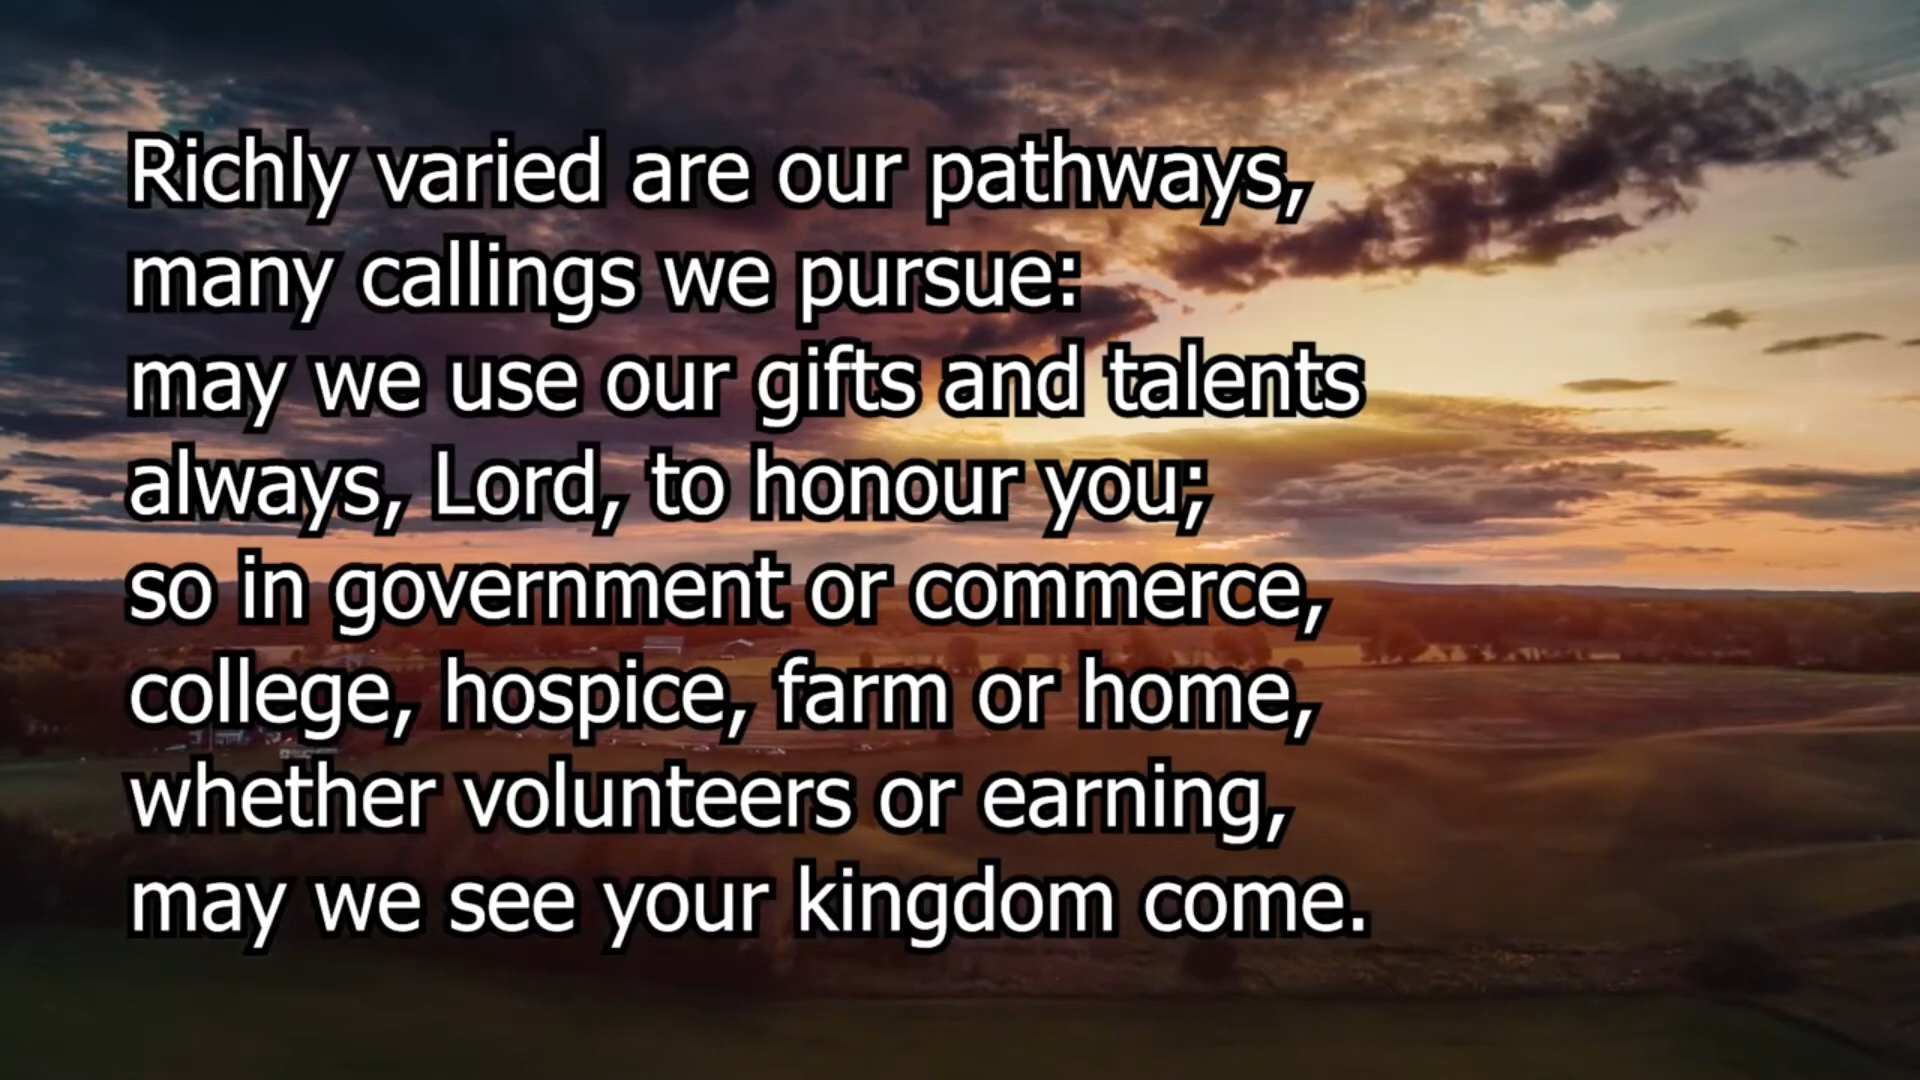 Richly varied are our pathways,
many callings we pursue:
may we use our gifts and talents
always, Lord, to honour you;
so in government or commerce,
college, hospice, farm or home,
whether volunteers or earning,
may we see your kingdom come.